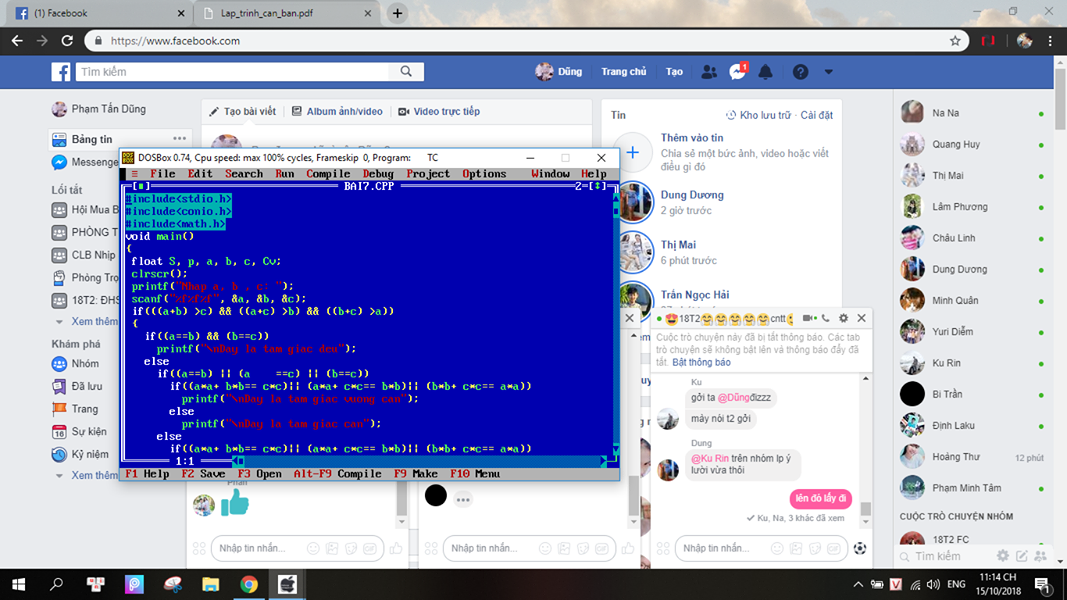 (1) Facebook
Lap_trinh_can_ban.pdf
https://www.facebook.com
Tìm kiếm
Dũng
Trang chủ
Tạo
1
Phạm Tấn Dũng
Bảng tin
Messenge
Lối tắt
Hội Mua B
PHÒNG T
CLB Nhịp
Phòng Trọ
18T2: ĐHS
Xem thêm
Khám phá
Nhóm
Đã lưu
Trang
Sự kiện
Kỷ niệm
Xem thêm
Tạo bài viết
Album ảnh/video
Video trực tiếp
Tin
Kho lưu trữ · Cài đặt
Thêm vào tin
Chia sẻ một bức ảnh, video hoặc viết
điều gì đó
Dung Dương
2 giờ trước
Thị Mai
6 phút trước
Trần Ngọc Hải
DOSBox 0.74, Cpu speed: max 100% cycles, Frameskip 0, Program: TC
≡ File Edit Search Run Compile Debug Project Options Window Help
BAI7.CPP
2=[↕]
#include<stdio.h>
#include<conio.h>
#include<math.h>
void main()
{
float S, p, a, b, c, Cv;
clrscr();
printf("Nhap a, b , c: ");
scanf("%f%f%f", &a, &b, &c);
if(((a+b) >c) && ((a+c) >b) && ((b+c) >a))
{
if((a==b) && (b==c))
printf("\nDay la tam giac deu");
else
if((a==b) || (a ==c) || (b==c))
if((a*a+ b*b== c*c)|| (a*a+ c*c== b*b)|| (b*b+ c*c== a*a))
printf("\nDay la tam giac vuong can");
else
printf("\nDay la tam giac can");
else
if((a*a+ b*b== c*c)|| (a*a+ c*c== b*b)|| (b*b+ c*c== a*a))
1:1
F1 Help F2 Save F3 Open Alt-F9 Compile F9 Make F10 Menu
18T2
cntt
Cuộc trò chuyện này đã bị tắt thông báo. Các tab
trò chuyện sẽ không bật lên và thông báo đẩy đã
tắt. Bật thông báo
Ku
gởi ta @Dũngđizzz
mày nói t2 gởi
Dung
@Ku Rin trên nhóm lp ý
lười vừa thôi
lên đó lấy đi
Ku, Na, 3 khác đã xem
Nhập tin nhắn...
Nhập tin nhắn...
Nhập tin nhắn...
Na Na
Quang Huy
Thị Mai
Lâm Phương
Châu Linh
Dung Dương
Minh Quân
Yuri Diễm
Ku Rin
Bi Trần
Định Laku
Hoàng Thư
12 phút
Phạm Minh Tâm
CUỘC TRÒ CHUYỆN NHÓM
18T2 FC
Tìm kiếm
ENG
11:14 CH
15/10/2018
1